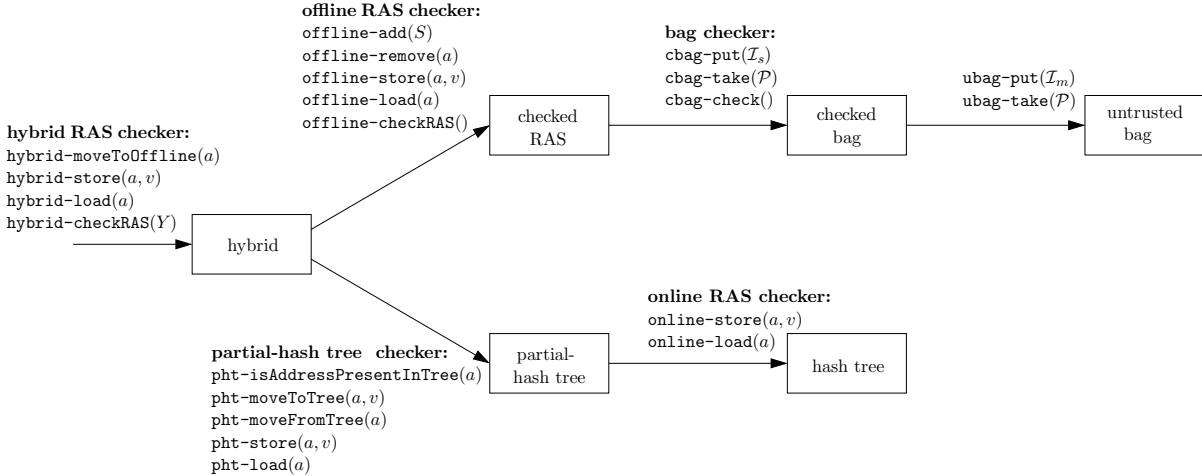 offline RAS checker:
offline-add(S)
offline-remove(a)
offline-store(a, v)
offline-load(a)
offline-checkRAS()
bag checker:
cbag-put(ℐₛ)
cbag-take(𝒫)
cbag-check()
ubag-put(ℐₘ)
ubag-take(𝒫)
checked
RAS
checked
bag
untrusted
bag
hybrid RAS checker:
hybrid-moveToOffline(a)
hybrid-store(a, v)
hybrid-load(a)
hybrid-checkRAS(Y)
hybrid
online RAS checker:
online-store(a, v)
online-load(a)
partial-hash tree checker:
pht-isAddressPresentInTree(a)
pht-moveToTree(a, v)
pht-moveFromTree(a)
pht-store(a, v)
pht-load(a)
partial-
hash tree
hash tree